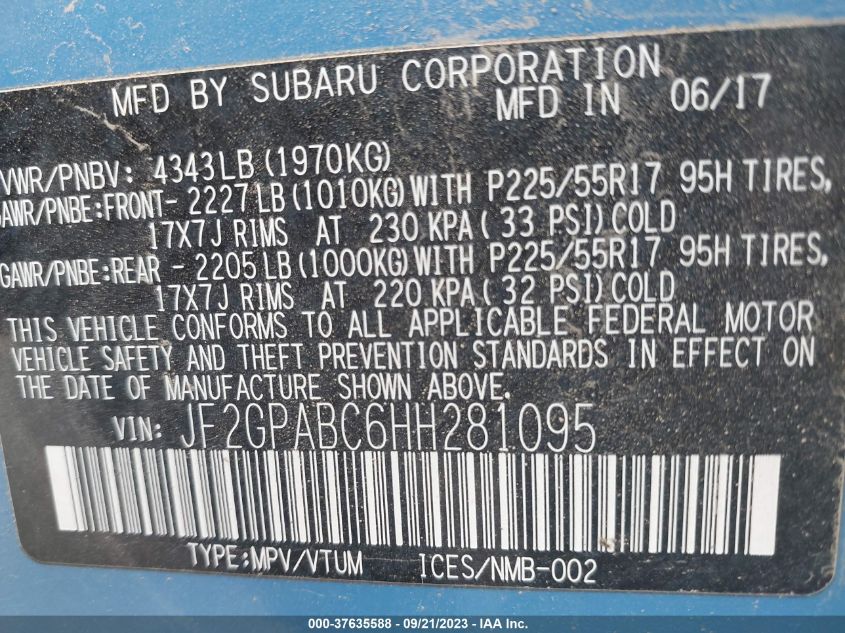 MFD BY SUBARU CORPORATION
MFD IN 06/17
VWR/PNBV: 4343LB (1970KG)
GAWR/PNBE:FRONT- 2227LB (1010KG) WITH P225/55R17 95H TIRES,
17X7J RIMS AT 230 KPA( 33 PSI) COLD
GAWR/PNBE:REAR - 2205LB (1000KG) WITH P225/55R17 95H TIRES,
17X7J RIMS AT 220 KPA( 32 PSI) COLD
THIS VEHICLE CONFORMS TO ALL APPLICABLE FEDERAL MOTOR
VEHICLE SAFETY AND THEFT PREVENTION STANDARDS IN EFFECT ON
THE DATE OF MANUFACTURE SHOWN ABOVE.
VIN: JF2GPABC6HH281095
TYPE:MPV/VTUM ICES/NMB-002
000-37635588 - 09/21/2023 - IAAI.com